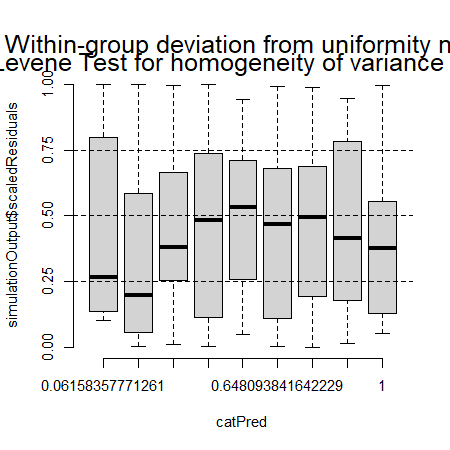 Within-group deviation from uniformity n
Levene Test for homogeneity of variance
simulationOutput$scaledResiduals
1.00
0.75
0.50
0.25
0.00
0.06158357771261 0.648093841642229 1
catPred